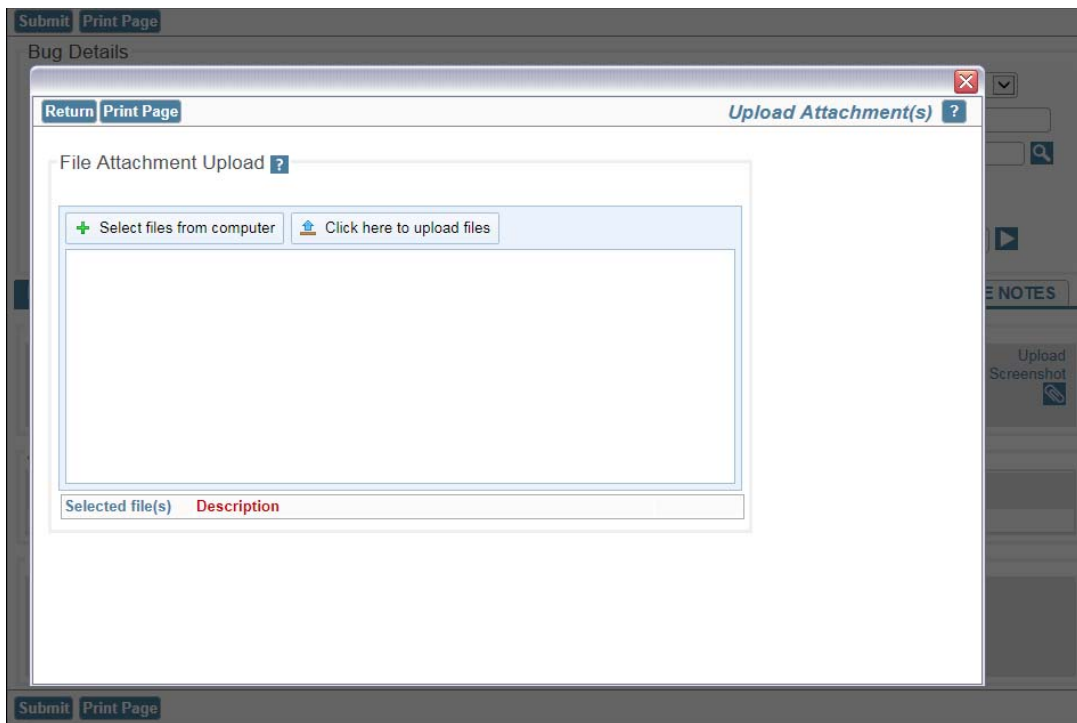 Submit Print Page
Bug Details
Return Print Page Upload Attachment(s) ?
File Attachment Upload ?
Select files from computer Click here to upload files
NOTES
Upload
Screenshot
Selected file(s) Description
Submit Print Page